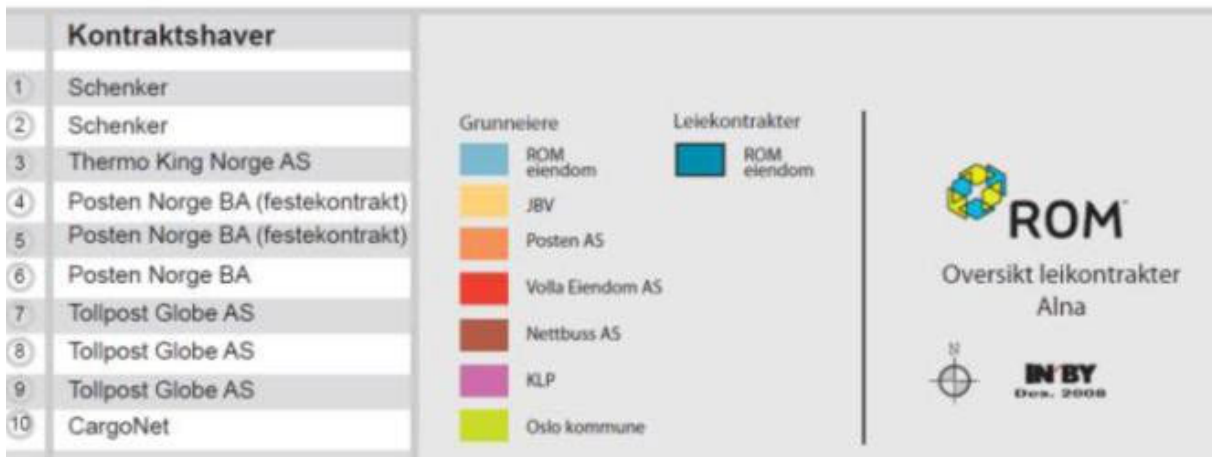 Kontraktshaver
1 Schenker
2 Schenker
3 Thermo King Norge AS
4 Posten Norge BA (festekontrakt)
5 Posten Norge BA (festekontrakt)
6 Posten Norge BA
7 Tollpost Globe AS
8 Tollpost Globe AS
9 Tollpost Globe AS
10 CargoNet
Grunneiere
ROM
eiendom
JBV
Posten AS
Volla Eiendom AS
Nettbuss AS
KLP
Oslo kommune
Leiekontrakter
ROM
eiendom
ROM
Oversikt leikontrakter
Alna
N
IN'BY
Des. 2008